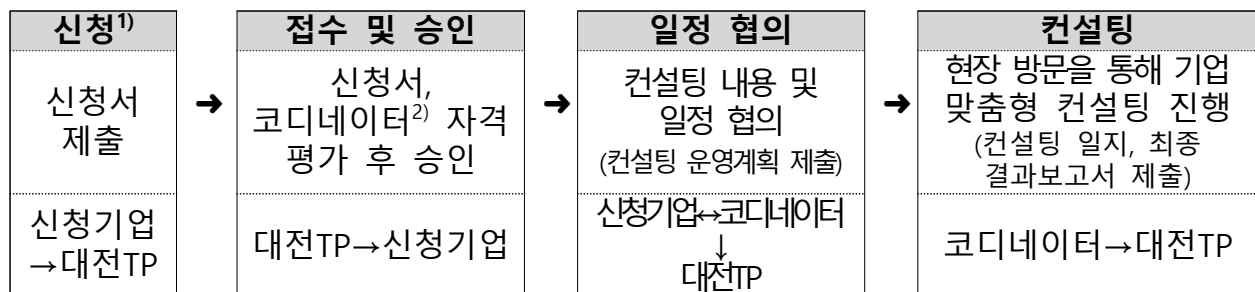 신청1)
신청서
제출
신청기업
→대전TP
➜
접수 및 승인
신청서,
코디네이터2) 자격
평가 후 승인
대전TP→신청기업
➜
일정 협의
컨설팅 내용 및
일정 협의
(컨설팅 운영계획 제출)
신청기업↔코디네이터
↓
대전TP
➜
컨설팅
현장 방문을 통해 기업
맞춤형 컨설팅 진행
(컨설팅 일지, 최종
결과보고서 제출)
코디네이터→대전TP